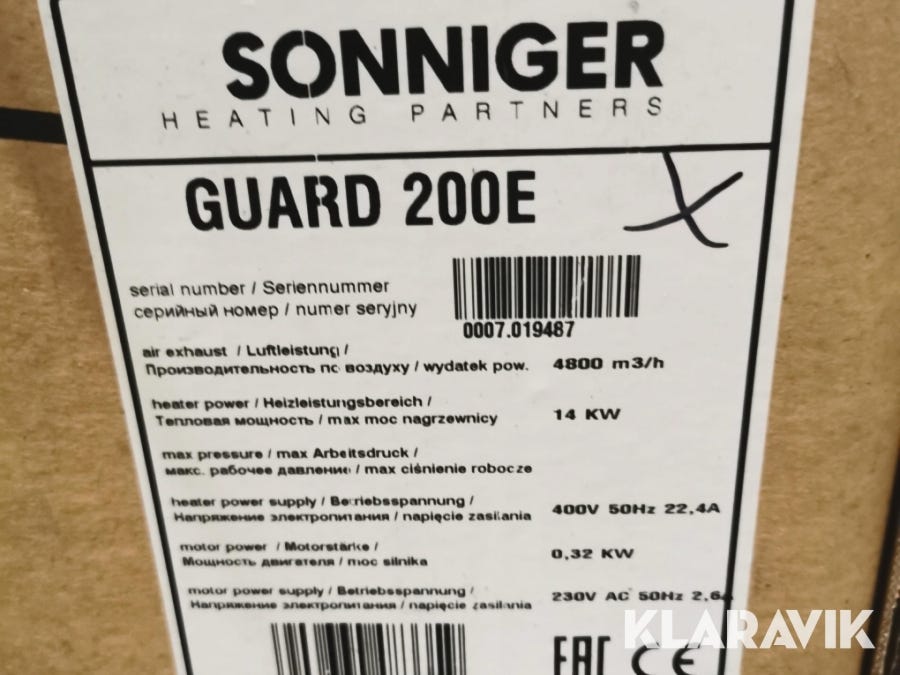 SONNIGER
HEATING PARTNERS
GUARD 200E
X
serial number / Seriennummer
серийный номер / numer seryjny
0007.019487
air exhaust / Luftleistung /
Производительность по воздуху / wydatek pow. 4800 m3/h
heater power / Heizleistungsbereich /
Тепловая мощность / max moc nagrzewnicy 14 KW
max pressure / max Arbeitsdruck /
макс. рабочее давление / max ciśnienie robocze
heater power supply / Betriebsspannung /
Напряжение электропитания / napięcie zasilania 400V 50Hz 22,4A
motor power / Motorstärke /
Мощность двигателя / moc silnika 0,32 KW
motor power supply / Betriebsspannung /
Напряжение электропитания / napięcie zasilania 230V AC 50Hz 2,6A
EAC CE
KLARAVIK